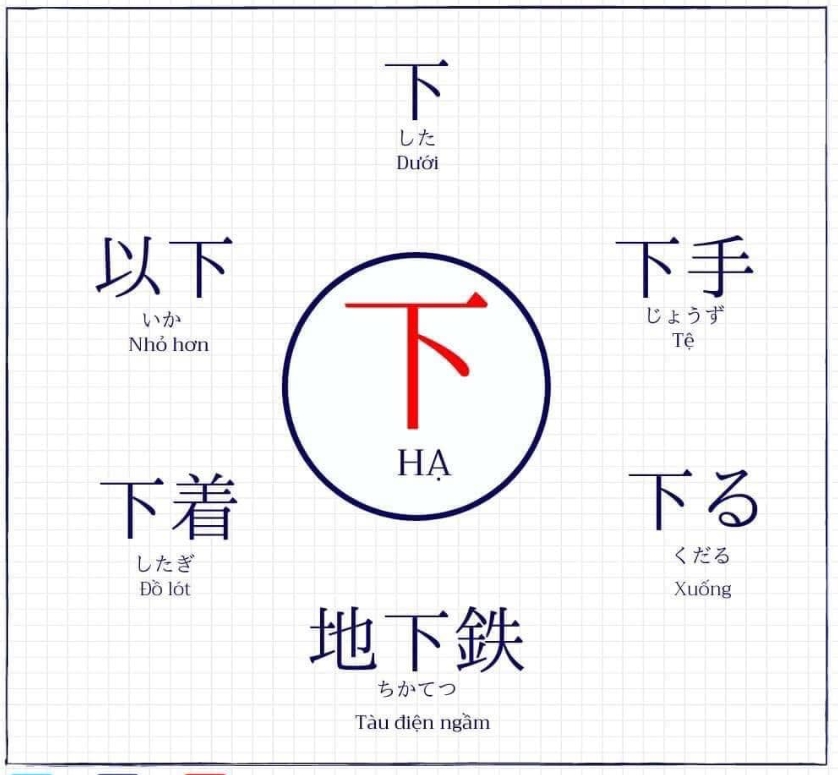 下
した
Dưới
以下
いか
Nhỏ hơn
下手
じょうず
Tệ
下
HẠ
下着
したぎ
Đồ lót
下る
くだる
Xuống
地下鉄
ちかてつ
Tàu điện ngầm